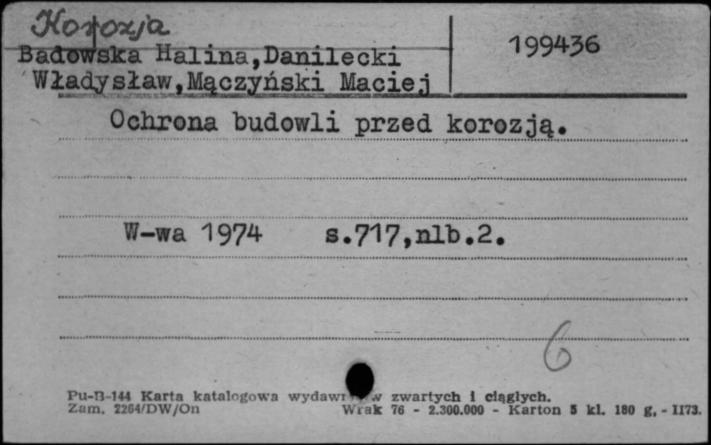 Korozja
199436
Badowska Halina,Danilecki
Władysław,Mączyński Maciej
Ochrona budowli przed korozją.
W-wa 1974 s.717,nlb.2.
6
Pu-B-144 Karta katalogowa wydawn w zwartych i ciągłych.
Zam. 2264/DW/On Wrak 76 - 2.300.000 - Karton 5 kl. 180 g. - II73.